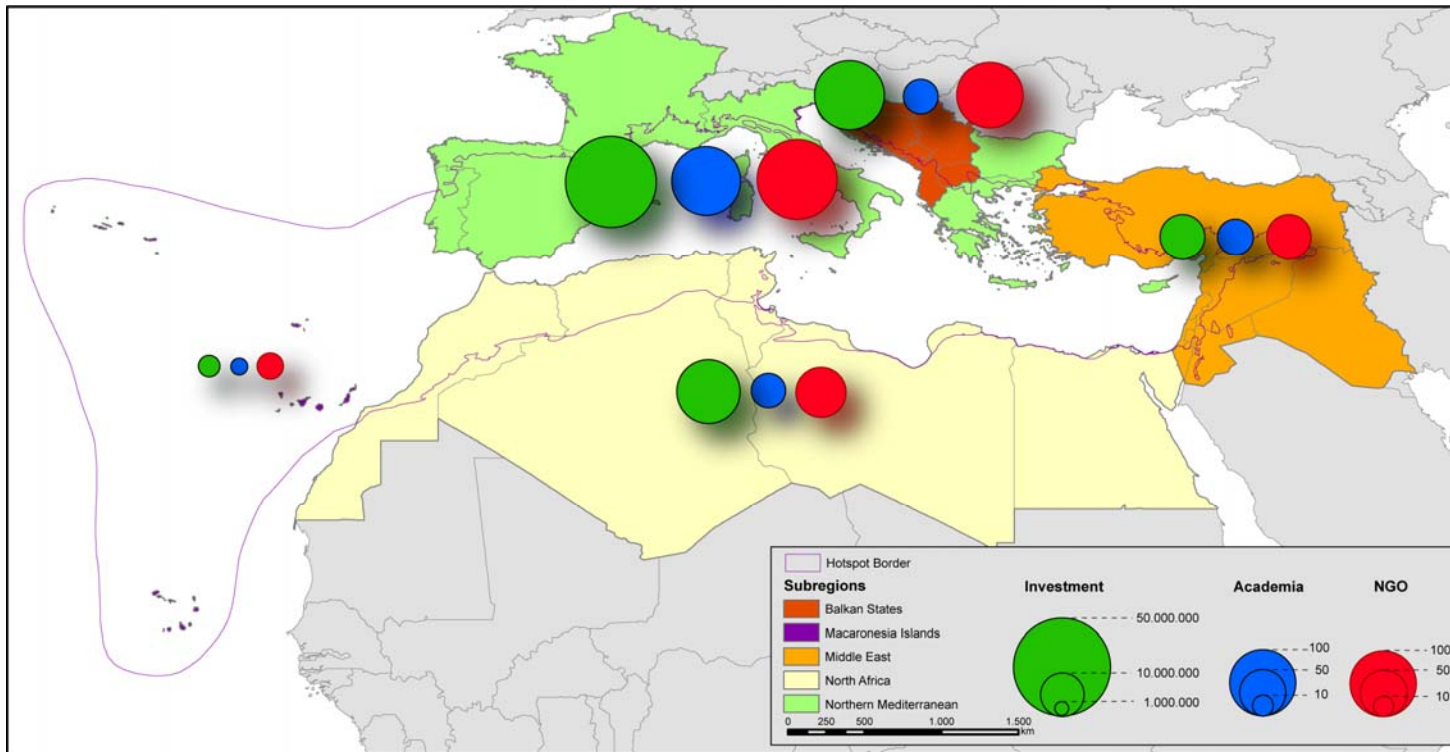 Hotspot Border
Subregions
Balkan States
Macaronesia Islands
Middle East
North Africa
Northern Mediterranean
0 250 500 1.000 1.500
km
Investment
50.000.000
10.000.000
1.000.000
Academia
100
50
10
NGO
100
50
10